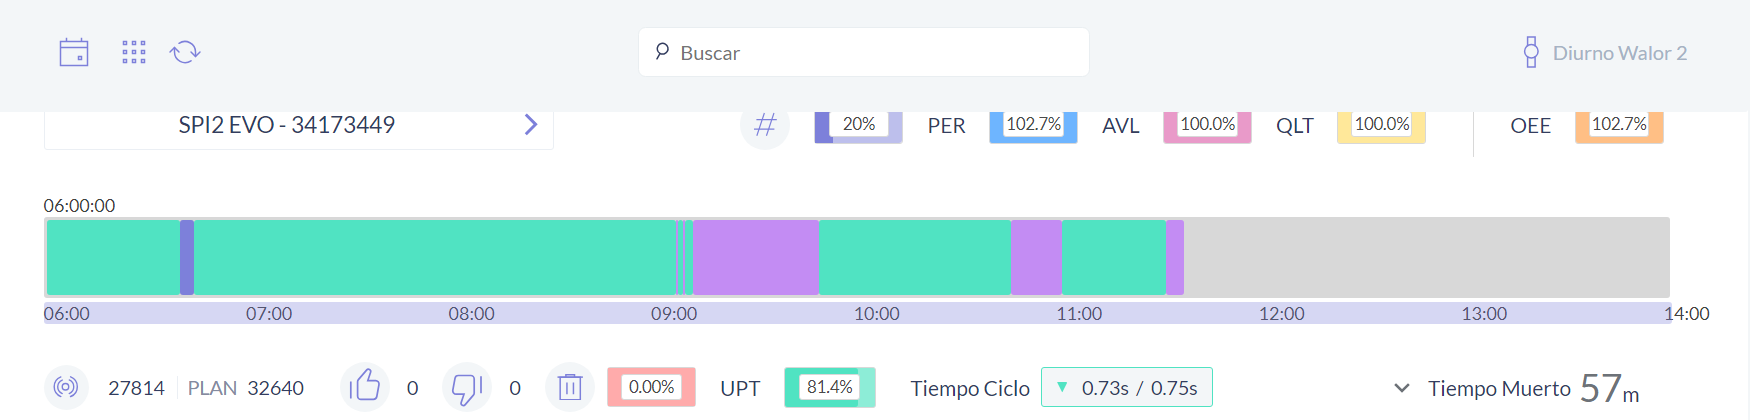 Buscar
Diurno Walor 2
SPI2 EVO - 34173449
# 20% PER 102.7% AVL 100.0% QLT 100.0% OEE 102.7%
06:00:00
06:00 07:00 08:00 09:00 10:00 11:00 12:00 13:00 14:00
27814 PLAN 32640 0 0 0.00% UPT 81.4% Tiempo Ciclo ▼ 0.73s / 0.75s Tiempo Muerto 57m